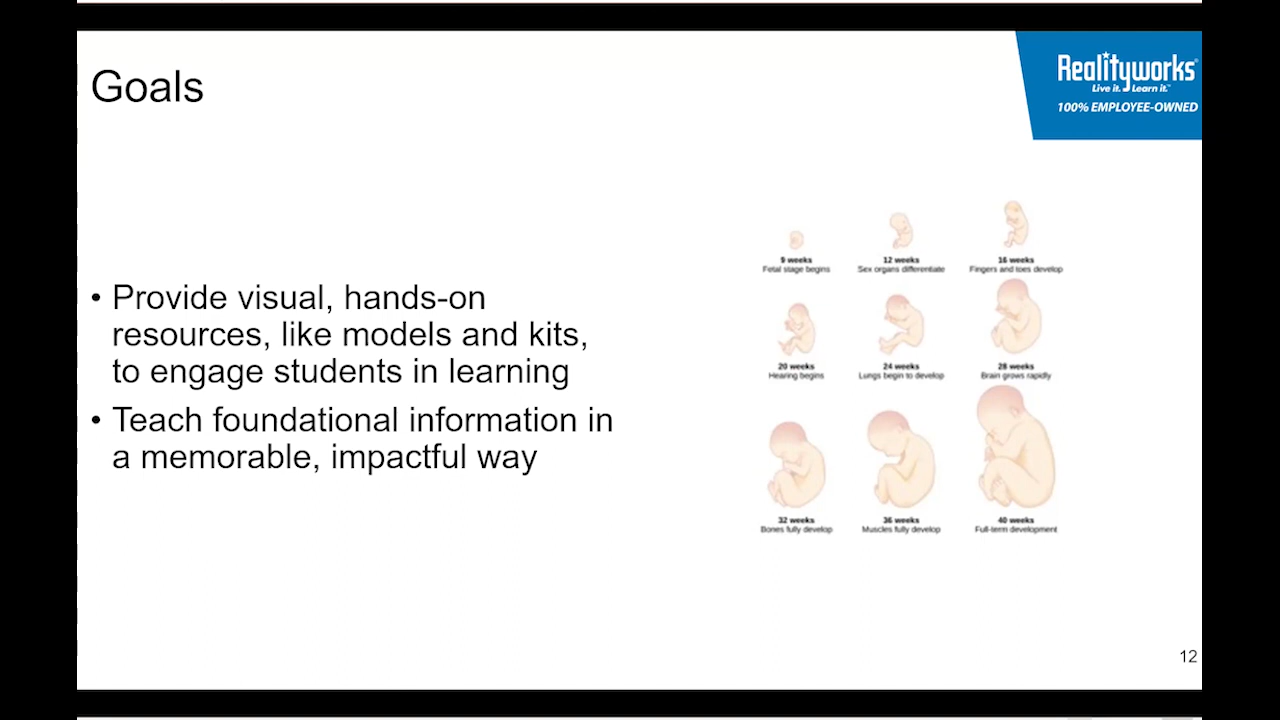 Goals
Realityworks®
Live it. Learn it.™
100% EMPLOYEE-OWNED
• Provide visual, hands-on
resources, like models and kits,
to engage students in learning
• Teach foundational information in
a memorable, impactful way
9 weeks
Fetal stage begins
12 weeks
Sex organs differentiate
16 weeks
Fingers and toes develop
20 weeks
Hearing begins
24 weeks
Lungs begin to develop
28 weeks
Brain grows rapidly
32 weeks
Bones fully develop
36 weeks
Muscles fully develop
40 weeks
Full-term development
12